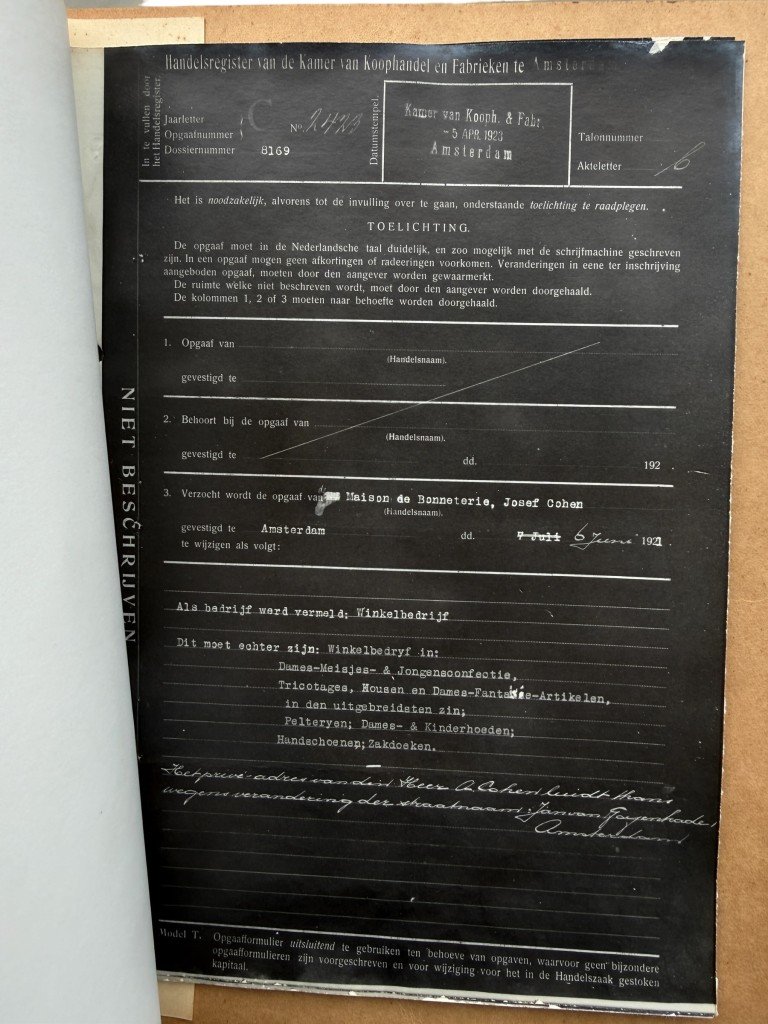 Handelsregister van de Kamer van Koophandel en Fabrieken te Amsterdam
In te vullen door
het Handelsregister.
Jaarletter C
Opgaafnummer
No. 2423
Dossiernummer 8169
Datumstempel.
Kamer van Kooph. & Fabr.
- 5 APR. 1923
Amsterdam
Talonnummer
Akteletter 6
Het is noodzakelijk, alvorens tot de invulling over te gaan, onderstaande toelichting te raadplegen.
TOELICHTING.
De opgaaf moet in de Nederlandsche taal duidelijk, en zoo mogelijk met de schrijfmachine geschreven
zijn. In een opgaaf mogen geen afkortingen of radeeringen voorkomen. Veranderingen in eene ter inschrijving
aangeboden opgaaf, moeten door den aangever worden gewaarmerkt.
De ruimte welke niet beschreven wordt, moet door den aangever worden doorgehaald.
De kolommen 1, 2 of 3 moeten naar behoefte worden doorgehaald.
NIET BESCHRIJVEN
1. Opgaaf van
(Handelsnaam).
gevestigd te
2. Behoort bij de opgaaf van
(Handelsnaam).
gevestigd te dd. 192
3. Verzocht wordt de opgaaf van Maison de Bonneterie, Josef Cohen
(Handelsnaam).
gevestigd te Amsterdam dd. 7 Juli 6 Juni 1921
te wijzigen als volgt:
Als bedrijf werd vermeld; Winkelbedrijf
Dit moet echter zijn: Winkelbedryf in:
Dames-Meisjes- & Jongensconfectie,
Tricotages, Kousen en Dames-Fantasie-Artikelen,
in den uitgebreidsten zin;
Pelteryen; Dames- & Kinderhoeden;
Handschoenen; Zakdoeken.
Het privé-adres van den Heer A Cohen luidt thans
wegens verandering der straatnaam: Jan van Goyenkade
Amsterdam
Model T. Opgaafformulier uitsluitend te gebruiken ten behoeve van opgaven, waarvoor geen bijzondere
opgaafformulieren zijn voorgeschreven en voor wijziging voor het in de Handelszaak gestoken
kapitaal.